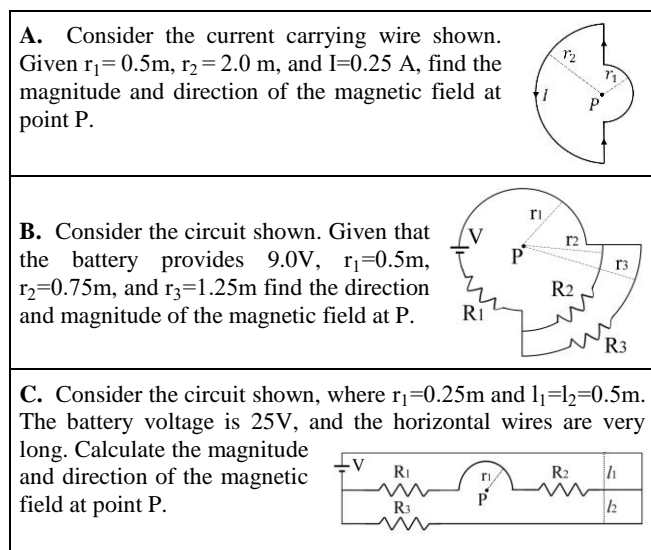 A. Consider the current carrying wire shown.
Given r₁= 0.5m, r₂ = 2.0 m, and I=0.25 A, find the
magnitude and direction of the magnetic field at
point P.
r₂
r₁
I
P
B. Consider the circuit shown. Given that
the battery provides 9.0V, r₁=0.5m,
r₂=0.75m, and r₃=1.25m find the direction
and magnitude of the magnetic field at P.
r1
V
r2
P
r3
R2
R1
R3
C. Consider the circuit shown, where r₁=0.25m and l₁=l₂=0.5m.
The battery voltage is 25V, and the horizontal wires are very
long. Calculate the magnitude
and direction of the magnetic
field at point P.
V
R1
r1
R2
l1
P
R3
l2